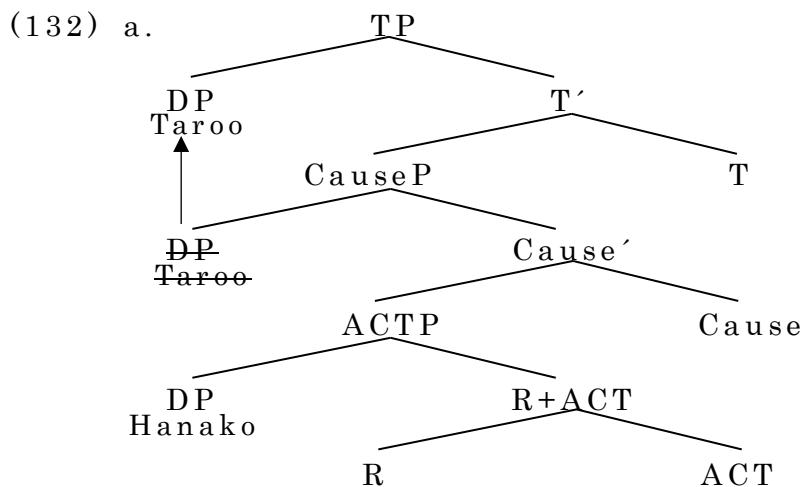 (132) a. TP
DP T´
Taroo
CauseP T
DP Cause´
Taroo
ACTP Cause
DP R+ACT
Hanako
R ACT